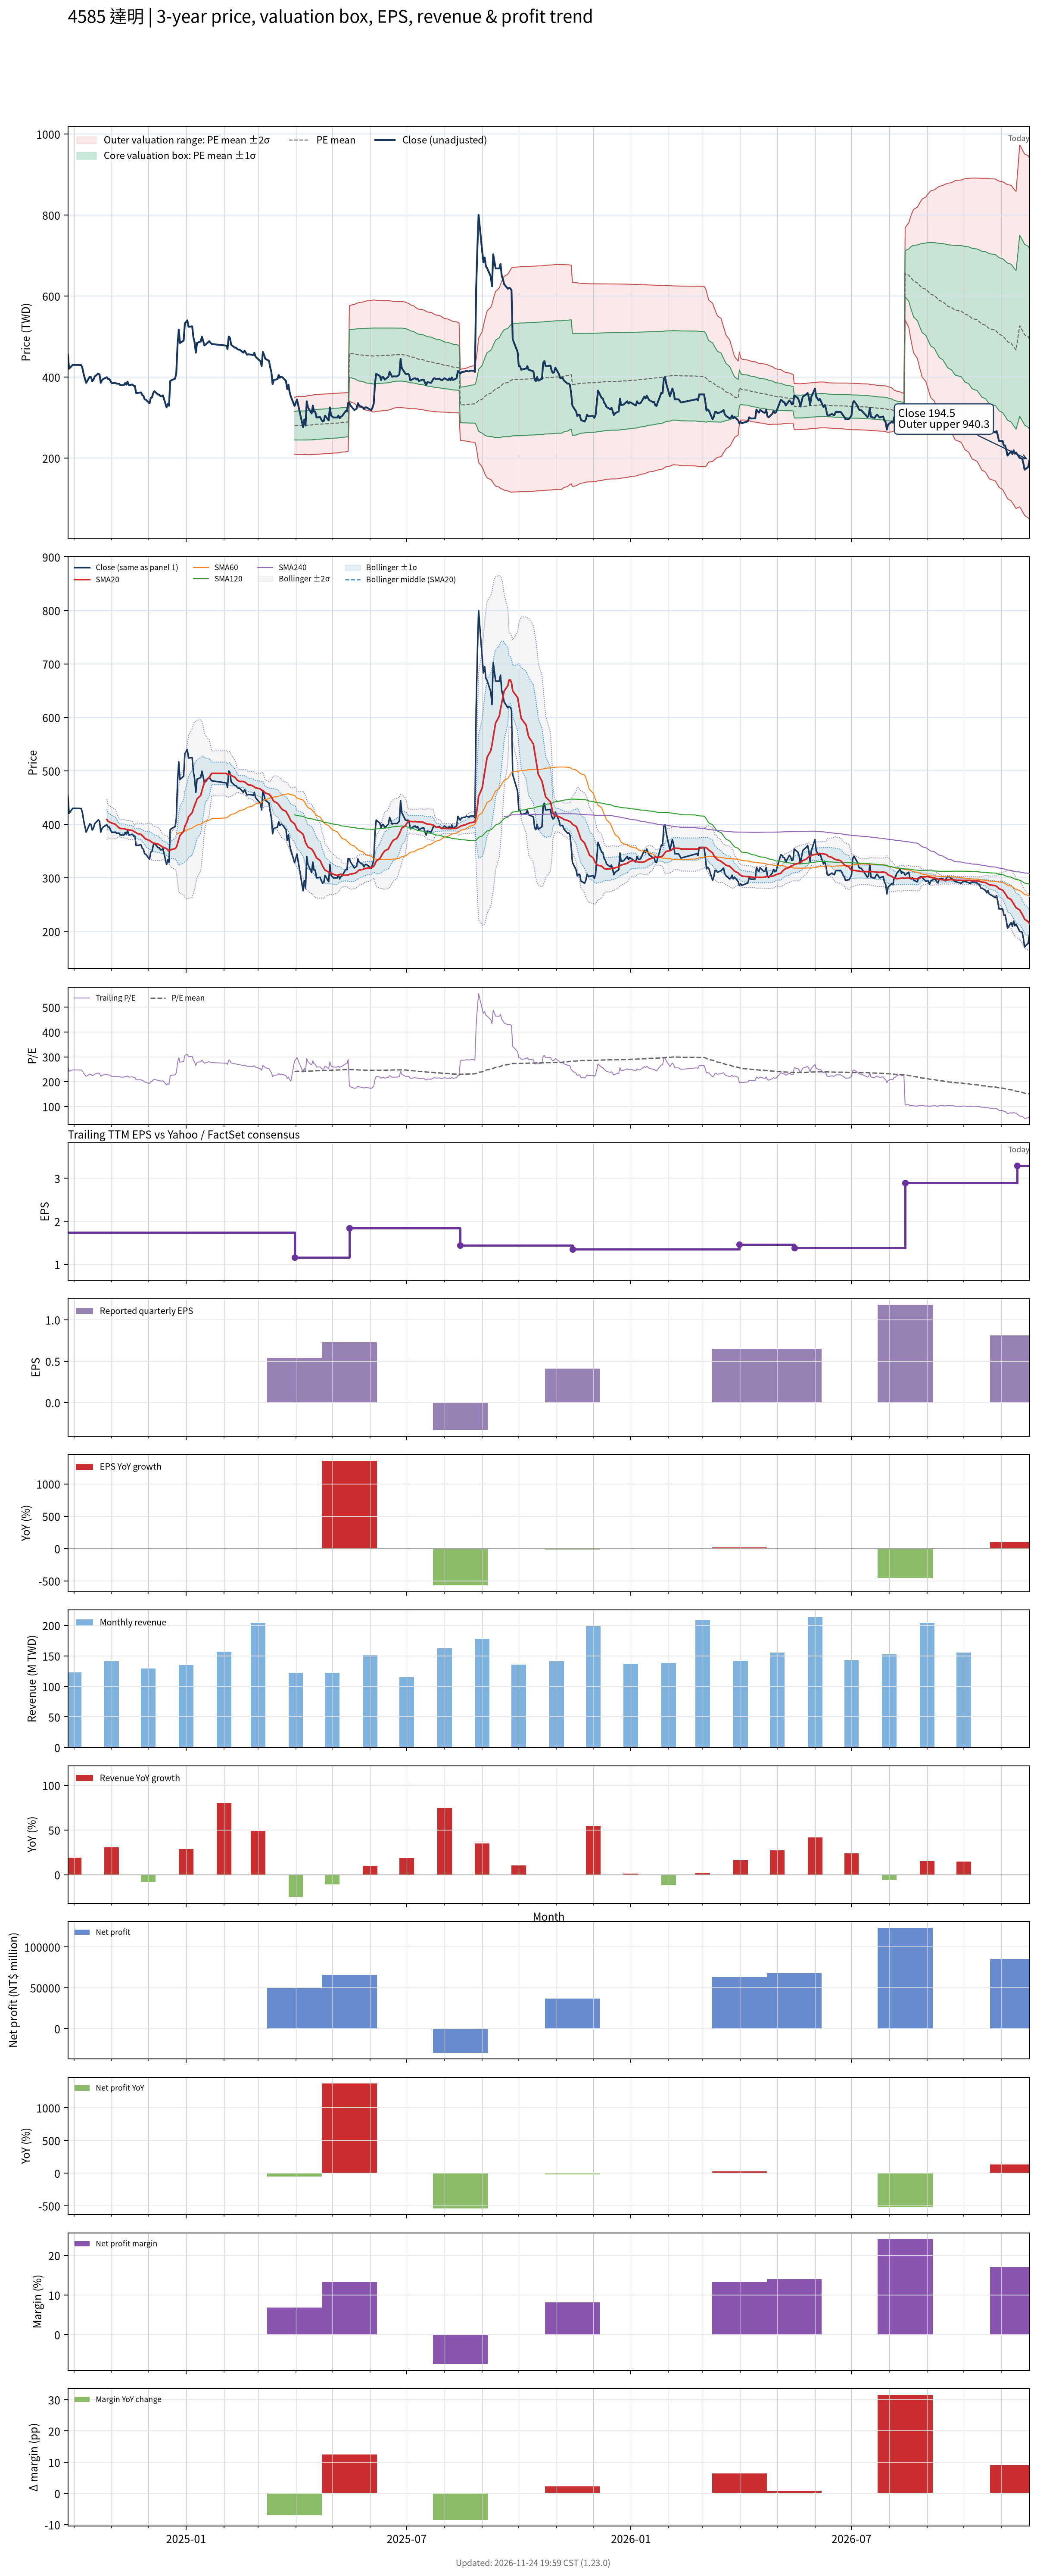 4585 達明 | 3-year price, valuation box, EPS, revenue & profit trend
Outer valuation range: PE mean ±2σ
Core valuation box: PE mean ±1σ
PE mean
Close (unadjusted)
Today
Price (TWD)
1000
800
600
400
200
Close 194.5
Outer upper 940.3
Close (same as panel 1)
SMA20
SMA60
SMA120
SMA240
Bollinger ±2σ
Bollinger ±1σ
Bollinger middle (SMA20)
Price
900
800
700
600
500
400
300
200
Trailing P/E
P/E mean
P/E
500
400
300
200
100
Trailing TTM EPS vs Yahoo / FactSet consensus
Today
EPS
3
2
1
Reported quarterly EPS
EPS
1.0
0.5
0.0
EPS YoY growth
YoY (%)
1000
500
0
-500
Monthly revenue
Revenue (M TWD)
200
150
100
50
0
Revenue YoY growth
YoY (%)
100
50
0
Month
Net profit
Net profit (NT$ million)
100000
50000
0
Net profit YoY
YoY (%)
1000
500
0
-500
Net profit margin
Margin (%)
20
10
0
Margin YoY change
Δ margin (pp)
30
20
10
0
-10
2025-01
2025-07
2026-01
2026-07
Updated: 2026-11-24 19:59 CST (1.23.0)